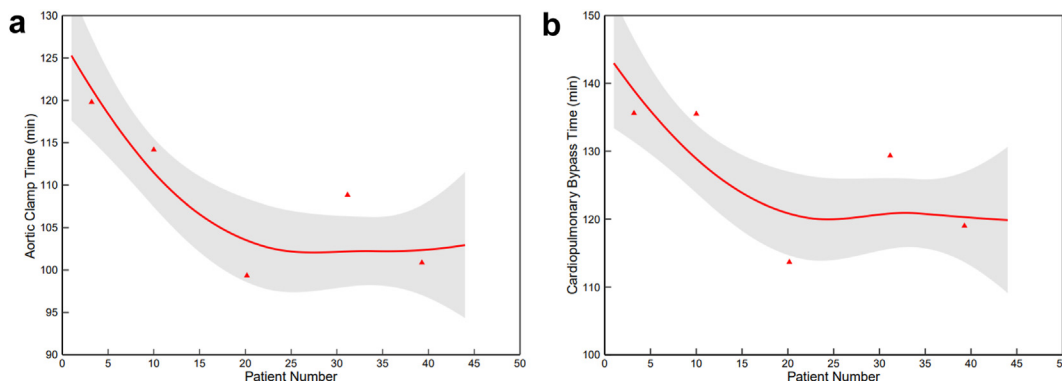 a
Aortic Clamp Time (min)
130
125
120
115
110
105
100
95
90
0 5 10 15 20 25 30 35 40 45 50
Patient Number
b
Cardiopulmonary Bypass Time (min)
150
140
130
120
110
100
0 5 10 15 20 25 30 35 40 45 50
Patient Number